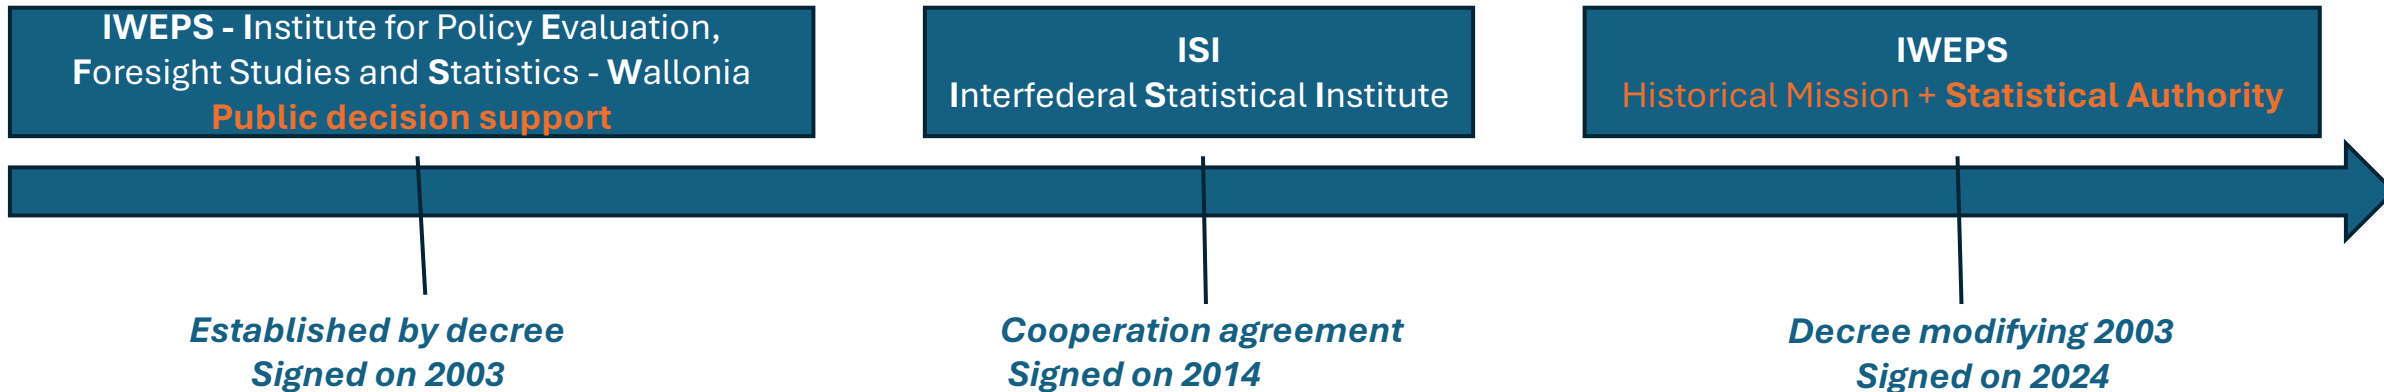 IWEPS - Institute for Policy Evaluation,
Foresight Studies and Statistics - Wallonia
Public decision support
ISI
Interfederal Statistical Institute
IWEPS
Historical Mission + Statistical Authority
Established by decree
Signed on 2003
Cooperation agreement
Signed on 2014
Decree modifying 2003
Signed on 2024